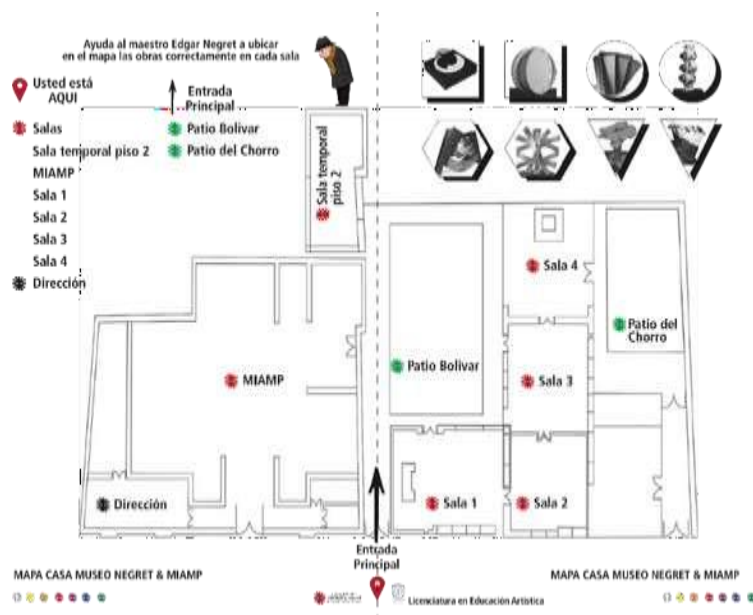 Ayuda al maestro Edgar Negret a ubicar
en el mapa las obras correctamente en cada sala
Usted está
AQUI
Entrada
Principal
Salas
Patio Bolivar
Sala temporal piso 2
Patio del Chorro
MIAMP
Sala 1
Sala 2
Sala 3
Sala 4
Dirección
Sala temporal
piso 2
Sala 4
Patio del
Chorro
Patio Bolivar
Sala 3
MIAMP
Dirección
Sala 1
Sala 2
Entrada
Principal
MAPA CASA MUSEO NEGRET & MIAMP
MAPA CASA MUSEO NEGRET & MIAMP
Licenciatura en Educación Artística